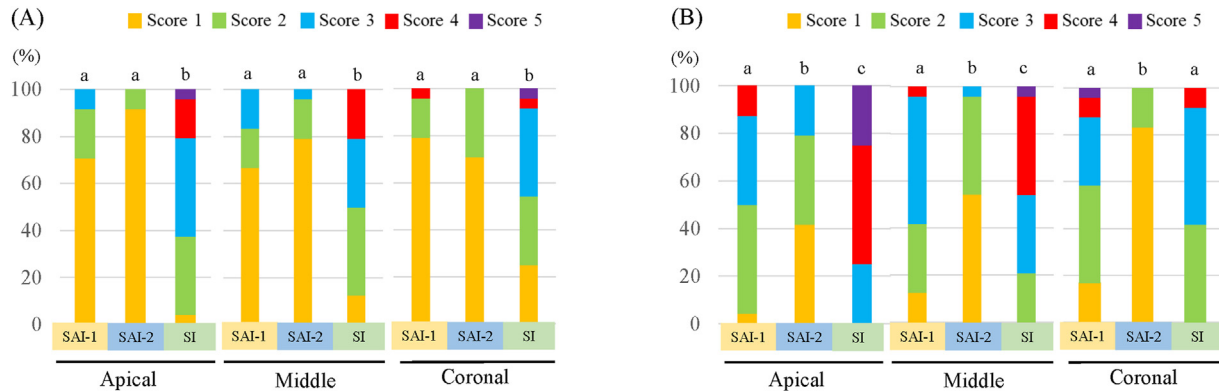 (A)
Score 1 Score 2 Score 3 Score 4 Score 5
(%)
a a b a a b a a b
100
80
60
40
20
0
SAI-1 SAI-2 SI SAI-1 SAI-2 SI SAI-1 SAI-2 SI
Apical Middle Coronal
(B)
Score 1 Score 2 Score 3 Score 4 Score 5
(%)
a b c a b c a b a
100
80
60
40
20
0
SAI-1 SAI-2 SI SAI-1 SAI-2 SI SAI-1 SAI-2 SI
Apical Middle Coronal